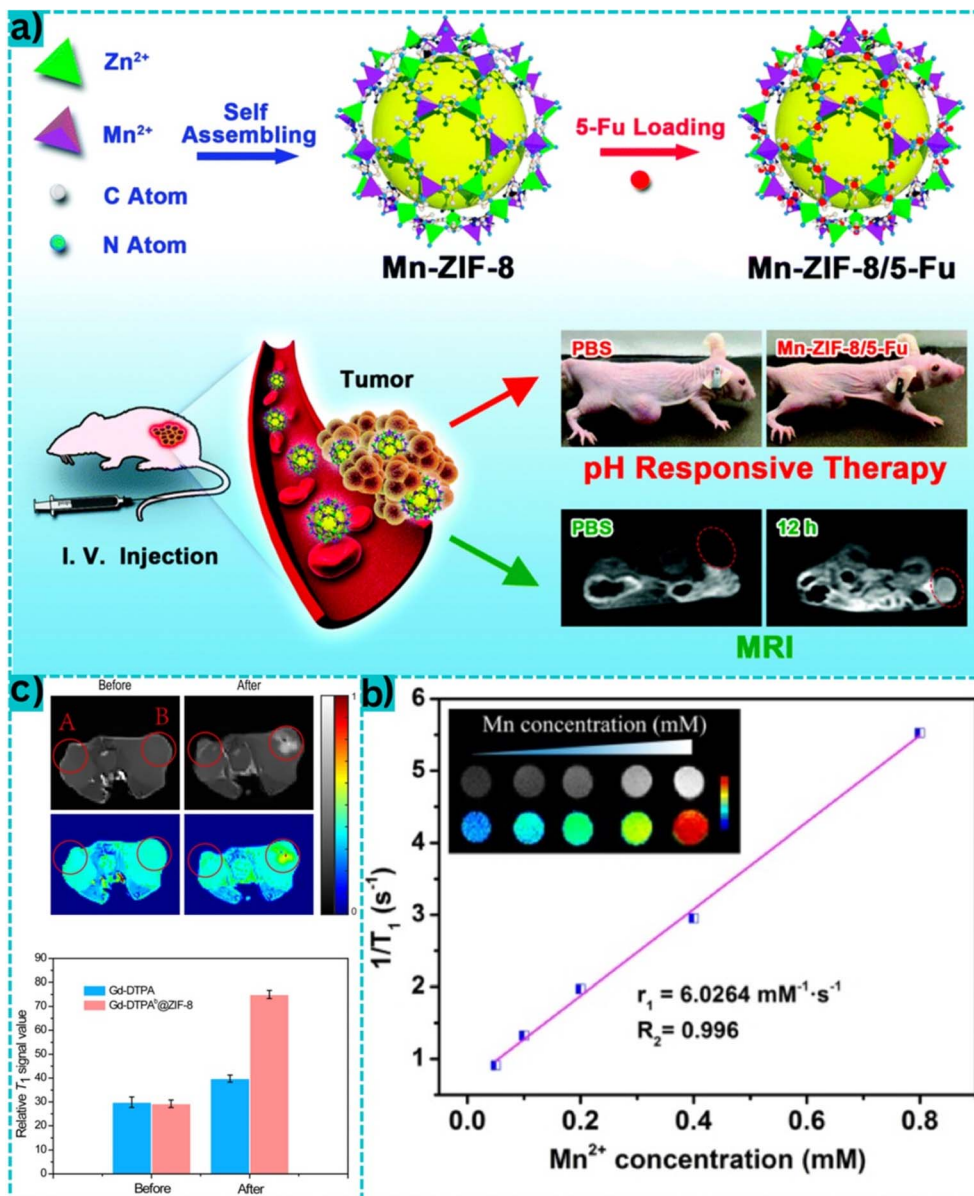 a)
Zn²⁺
Mn²⁺
C Atom
N Atom
Self
Assembling
5-Fu Loading
Mn-ZIF-8
Mn-ZIF-8/5-Fu
Tumor
I. V. Injection
PBS
Mn-ZIF-8/5-Fu
pH Responsive Therapy
PBS
12 h
MRI
c)
Before
After
A
B
1
0
90
80
70
60
50
40
30
20
10
0
Relative T₁ signal value
Gd-DTPA
Gd-DTPAᵇ@ZIF-8
Before
After
b)
6
5
4
3
2
1
1/T₁ (s⁻¹)
Mn concentration (mM)
r₁ = 6.0264 mM⁻¹·s⁻¹
R₂ = 0.996
0.0
0.2
0.4
0.6
0.8
Mn²⁺ concentration (mM)